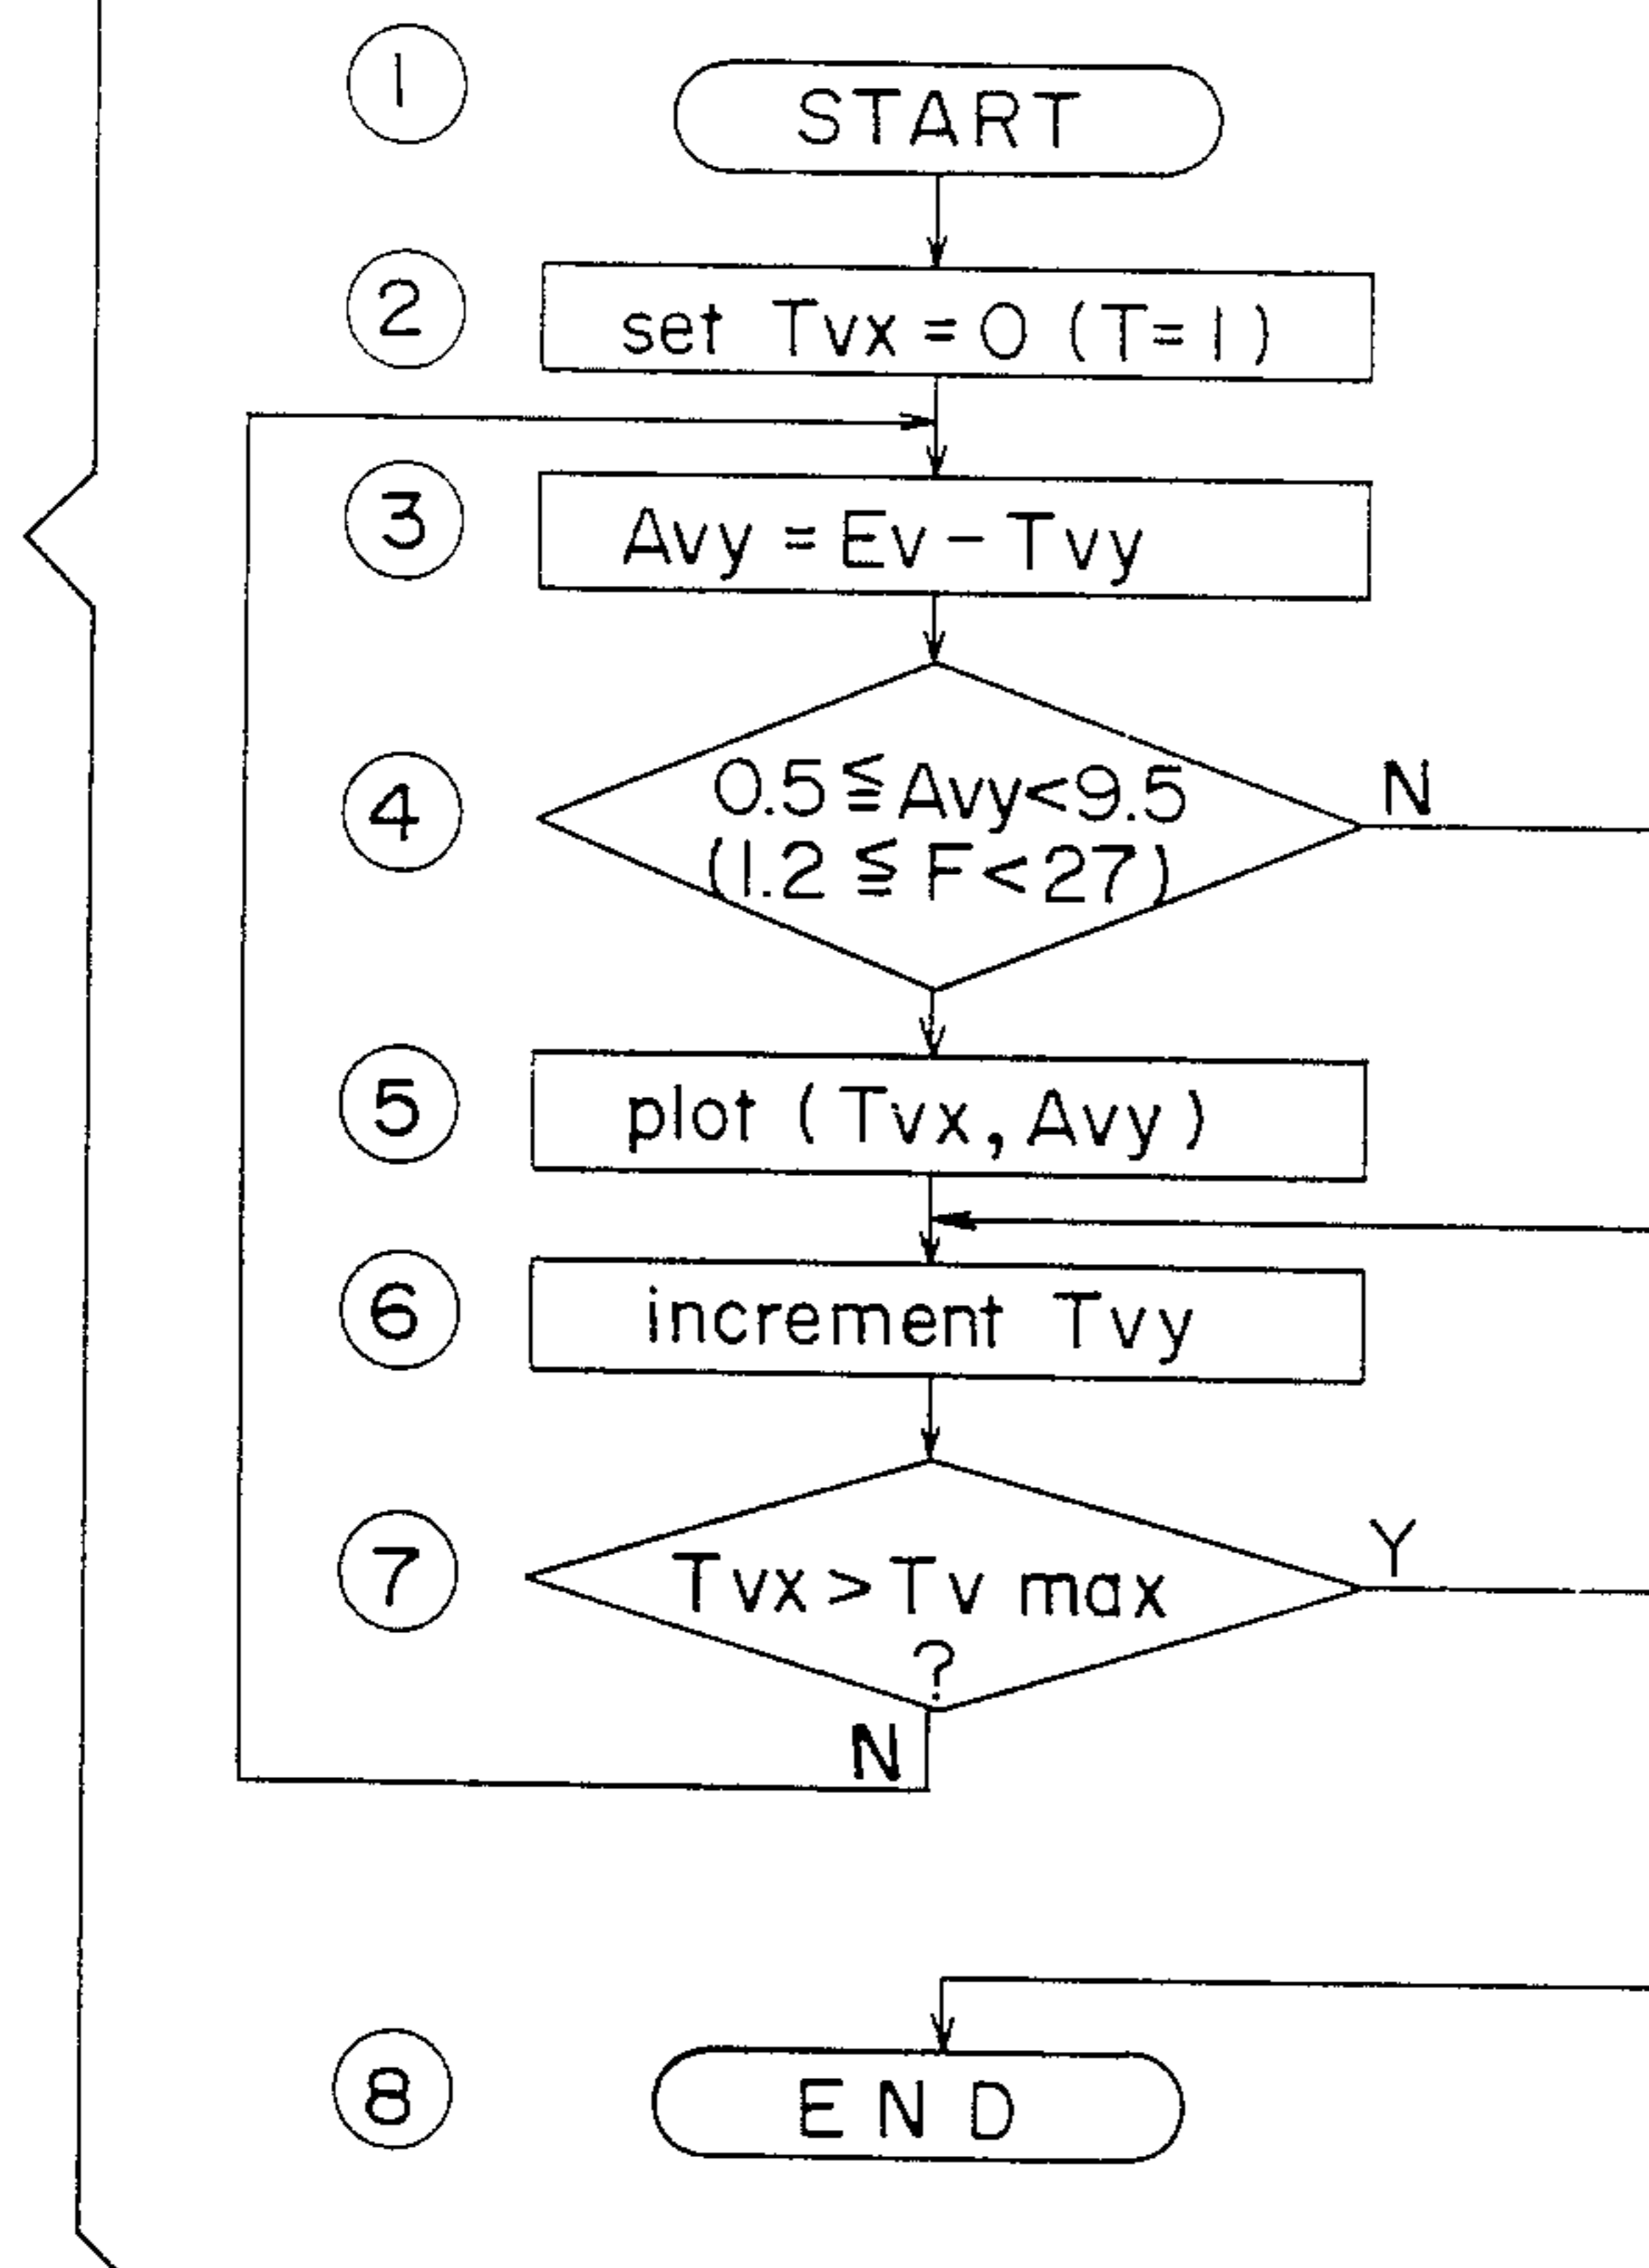 ① START
② set Tvx = 0 (T=1)
③ Avy = Ev - Tvy
④ 0.5 ≦ Avy < 9.5
(1.2 ≦ F < 27)
N
⑤ plot (Tvx, Avy)
⑥ increment Tvy
⑦ Tvx > Tv max
?
Y
N
⑧ END